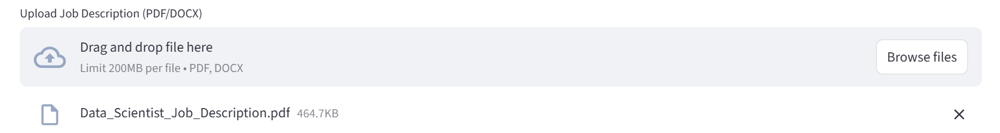 Upload Job Description (PDF/DOCX)
Drag and drop file here
Limit 200MB per file • PDF, DOCX
Browse files
Data_Scientist_Job_Description.pdf 464.7KB